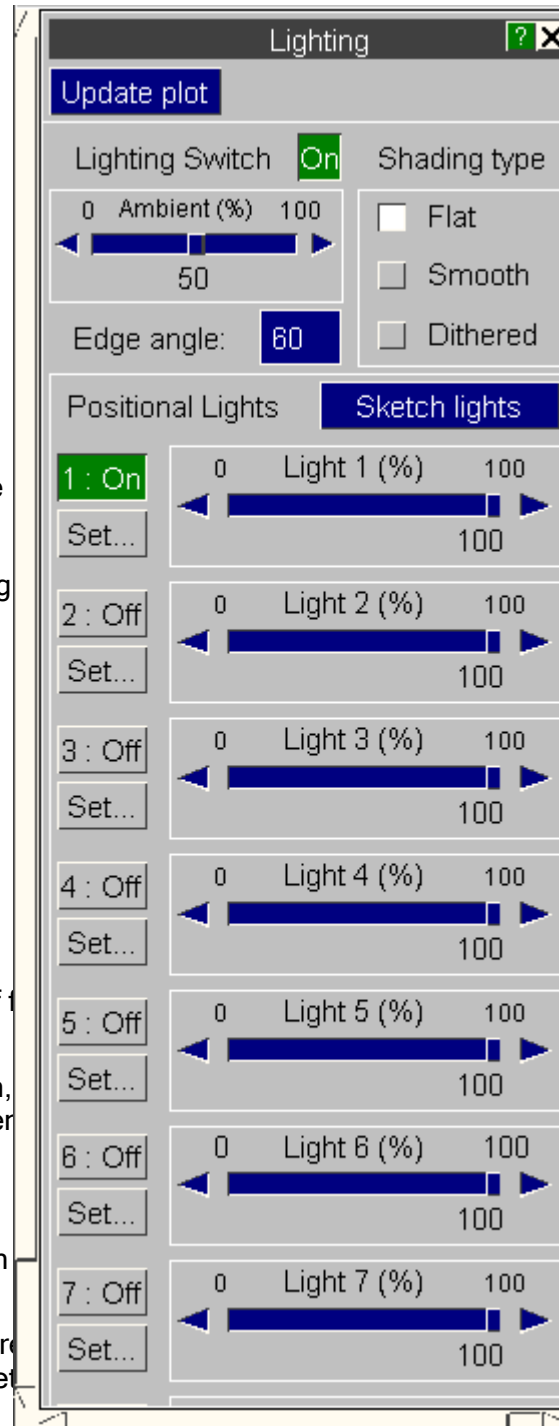 Lighting ? X
Update plot
Lighting Switch On Shading type
0 Ambient (%) 100
50
Flat
Smooth
Dithered
Edge angle: 60
Positional Lights Sketch lights
1 : On 0 Light 1 (%) 100
Set... 100
2 : Off 0 Light 2 (%) 100
Set... 100
3 : Off 0 Light 3 (%) 100
Set... 100
4 : Off 0 Light 4 (%) 100
Set... 100
5 : Off 0 Light 5 (%) 100
Set... 100
6 : Off 0 Light 6 (%) 100
Set... 100
7 : Off 0 Light 7 (%) 100
Set... 100